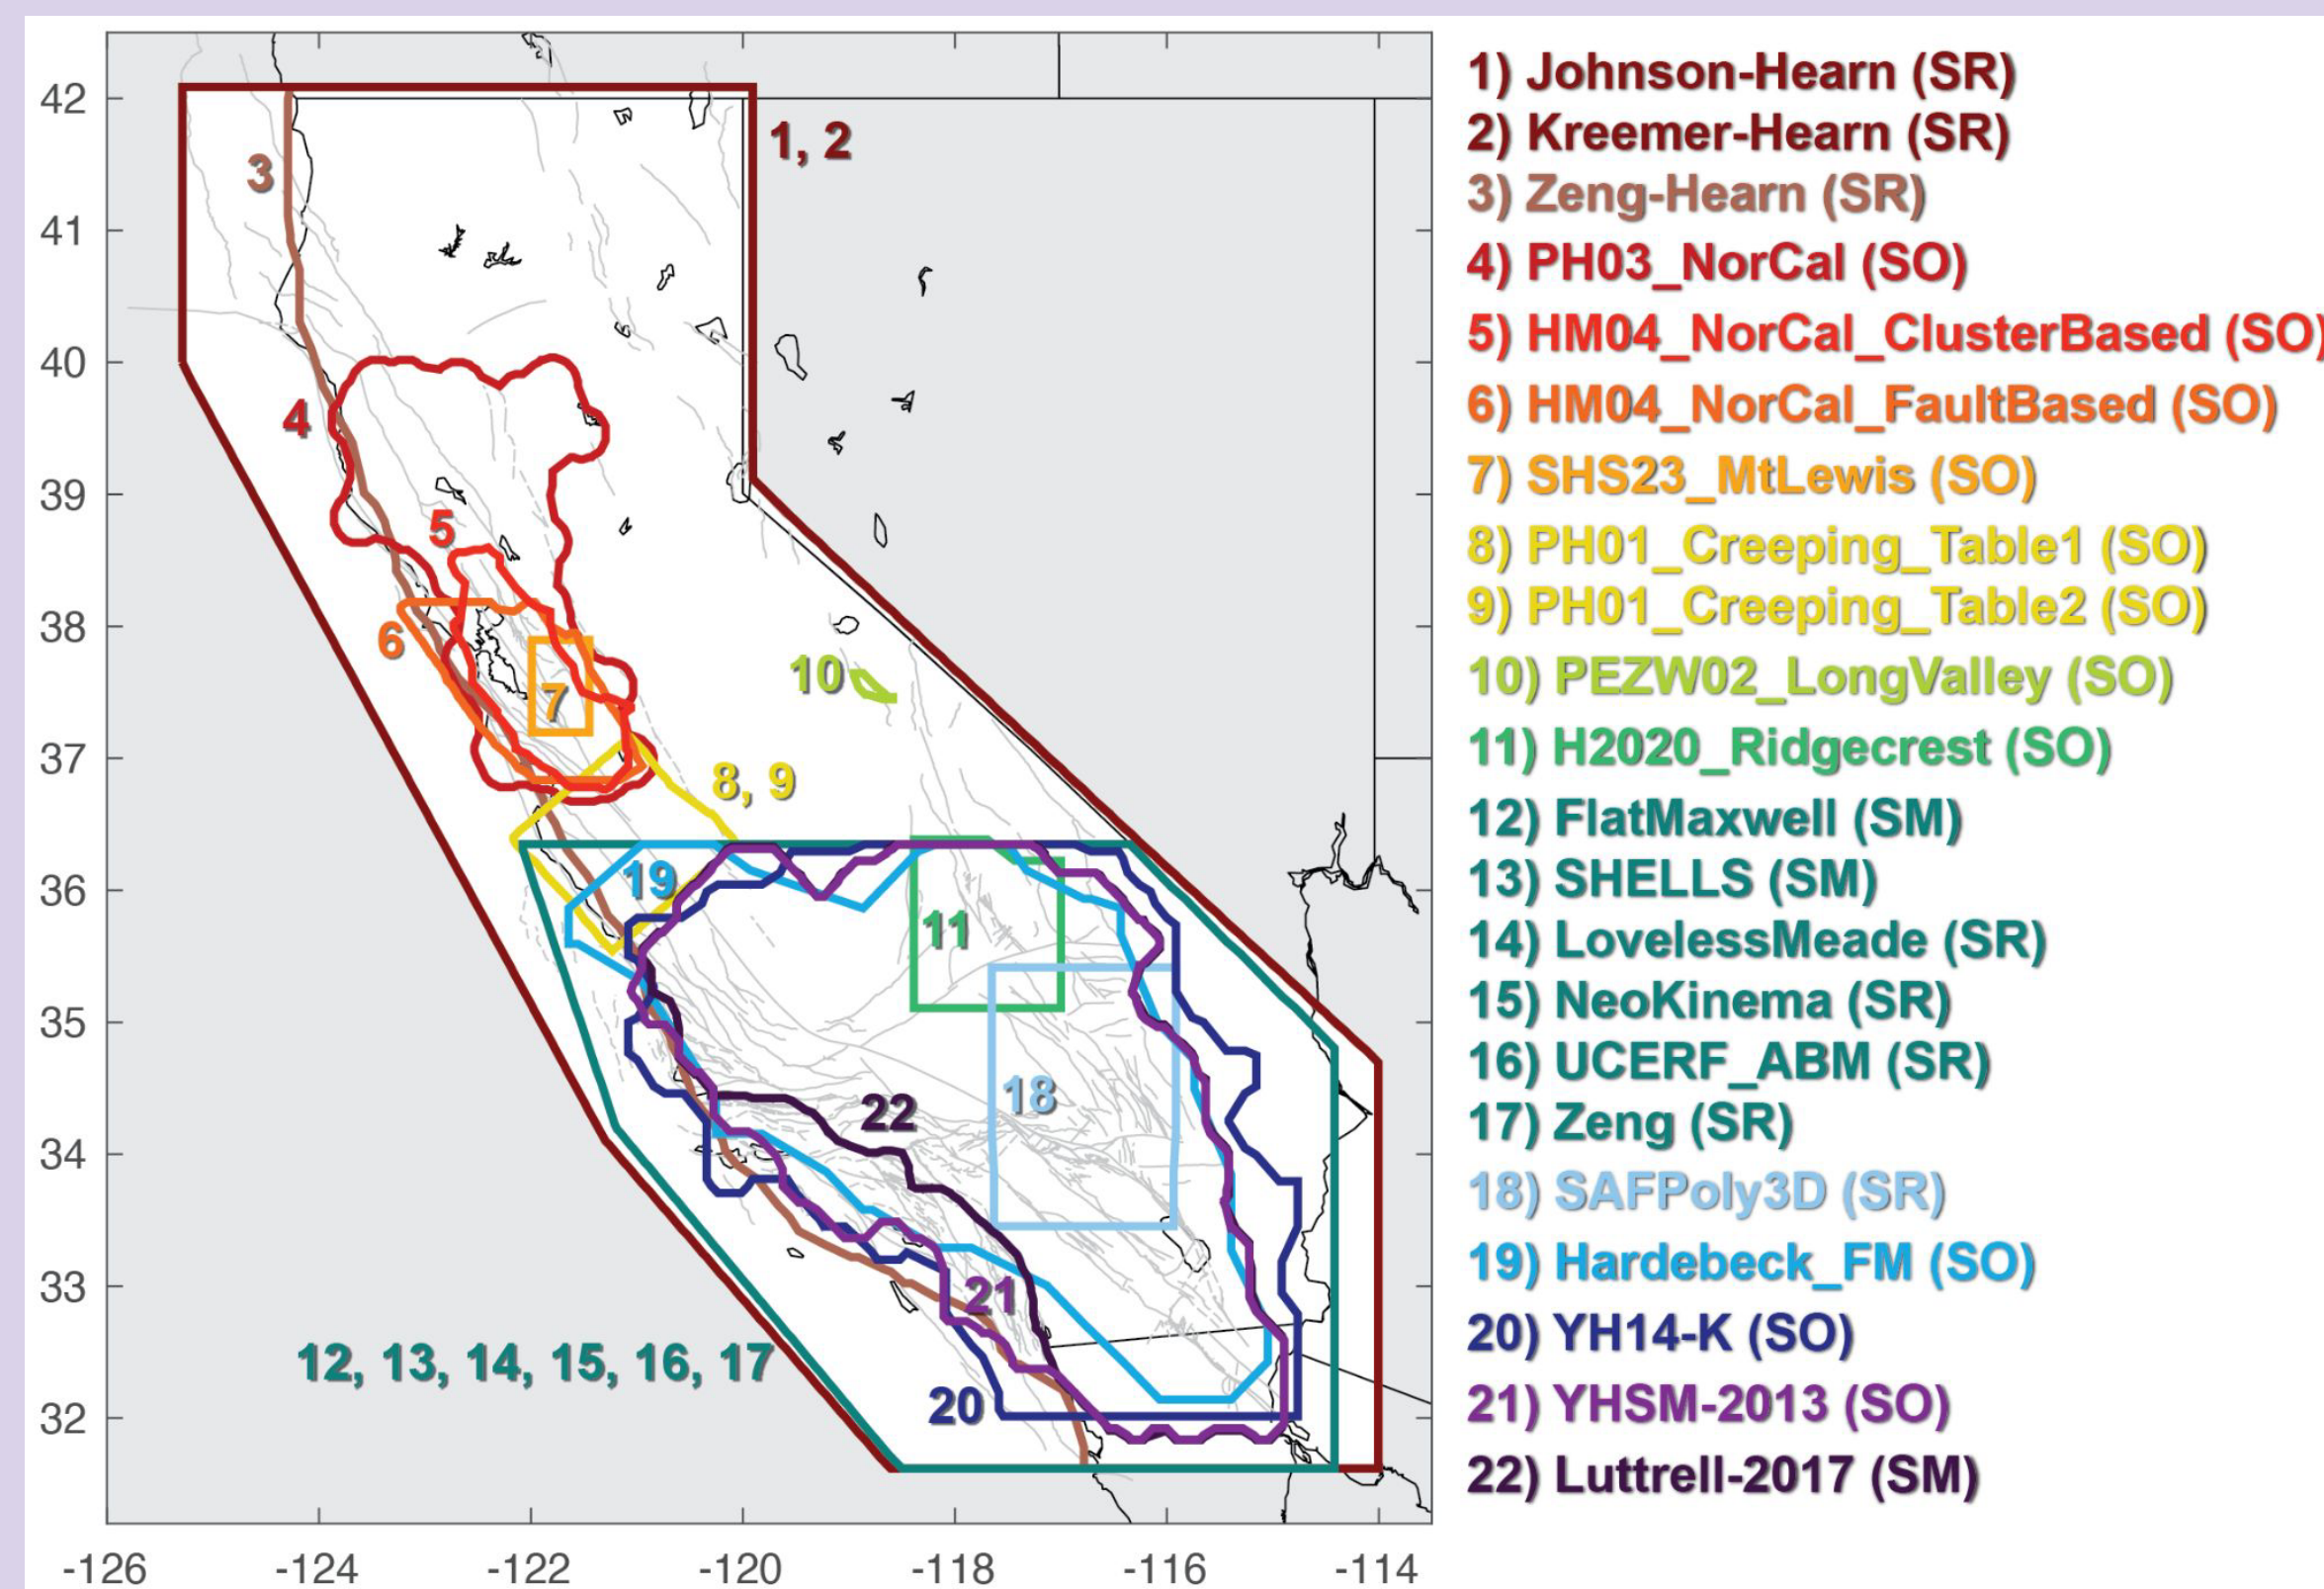 42
41
40
39
38
37
36
35
34
33
32
-126
-124
-122
-120
-118
-116
-114
1, 2
3
4
5
6
7
8, 9
10
11
12, 13, 14, 15, 16, 17
18
19
20
21
22
1) Johnson-Hearn (SR)
2) Kreemer-Hearn (SR)
3) Zeng-Hearn (SR)
4) PH03_NorCal (SO)
5) HM04_NorCal_ClusterBased (SO)
6) HM04_NorCal_FaultBased (SO)
7) SHS23_MtLewis (SO)
8) PH01_Creeping_Table1 (SO)
9) PH01_Creeping_Table2 (SO)
10) PEZW02_LongValley (SO)
11) H2020_Ridgecrest (SO)
12) FlatMaxwell (SM)
13) SHELLS (SM)
14) LovelessMeade (SR)
15) NeoKinema (SR)
16) UCERF_ABM (SR)
17) Zeng (SR)
18) SAFPoly3D (SR)
19) Hardebeck_FM (SO)
20) YH14-K (SO)
21) YHSM-2013 (SO)
22) Luttrell-2017 (SM)